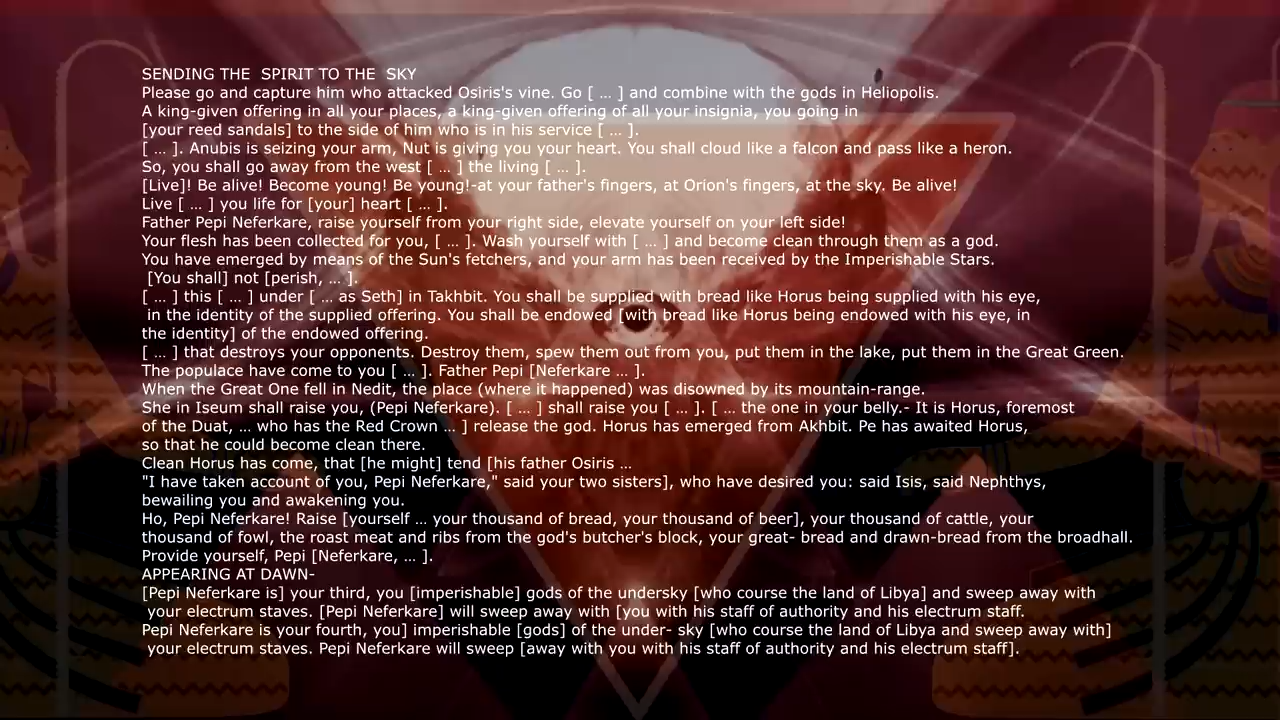 SENDING THE  SPIRIT TO THE  SKY
Please go and capture him who attacked Osiris's vine. Go [ ... ] and combine with the gods in Heliopolis.
A king-given offering in all your places, a king-given offering of all your insignia, you going in
[your reed sandals] to the side of him who is in his service [ ... ].
[ ... ]. Anubis is seizing your arm, Nut is giving you your heart. You shall cloud like a falcon and pass like a heron.
So, you shall go away from the west [ ... ] the living [ ... ].
[Live]! Be alive! Become young! Be young!-at your father's fingers, at Orion's fingers, at the sky. Be alive!
Live [ ... ] you life for [your] heart [ ... ].
Father Pepi Neferkare, raise yourself from your right side, elevate yourself on your left side!
Your flesh has been collected for you, [ ... ]. Wash yourself with [ ... ] and become clean through them as a god.
You have emerged by means of the Sun's fetchers, and your arm has been received by the Imperishable Stars.
[You shall] not [perish, ... ].
[ ... ] this [ ... ] under [ ... as Seth] in Takhbit. You shall be supplied with bread like Horus being supplied with his eye,
in the identity of the supplied offering. You shall be endowed [with bread like Horus being endowed with his eye, in
the identity] of the endowed offering.
[ ... ] that destroys your opponents. Destroy them, spew them out from you, put them in the lake, put them in the Great Green.
The populace have come to you [ ... ]. Father Pepi [Neferkare ... ].
When the Great One fell in Nedit, the place (where it happened) was disowned by its mountain-range.
She in Iseum shall raise you, (Pepi Neferkare). [ ... ] shall raise you [ ... ]. [ ... the one in your belly.- It is Horus, foremost
of the Duat, ... who has the Red Crown ... ] release the god. Horus has emerged from Akhbit. Pe has awaited Horus,
so that he could become clean there.
Clean Horus has come, that [he might] tend [his father Osiris ...
"I have taken account of you, Pepi Neferkare," said your two sisters], who have desired you: said Isis, said Nephthys,
bewailing you and awakening you.
Ho, Pepi Neferkare! Raise [yourself ... your thousand of bread, your thousand of beer], your thousand of cattle, your
thousand of fowl, the roast meat and ribs from the god's butcher's block, your great- bread and drawn-bread from the broadhall.
Provide yourself, Pepi [Neferkare, ... ].
APPEARING AT DAWN-
[Pepi Neferkare is] your third, you [imperishable] gods of the undersky [who course the land of Libya] and sweep away with
your electrum staves. [Pepi Neferkare] will sweep away with [you with his staff of authority and his electrum staff.
Pepi Neferkare is your fourth, you] imperishable [gods] of the under- sky [who course the land of Libya and sweep away with]
your electrum staves. Pepi Neferkare will sweep [away with you with his staff of authority and his electrum staff].